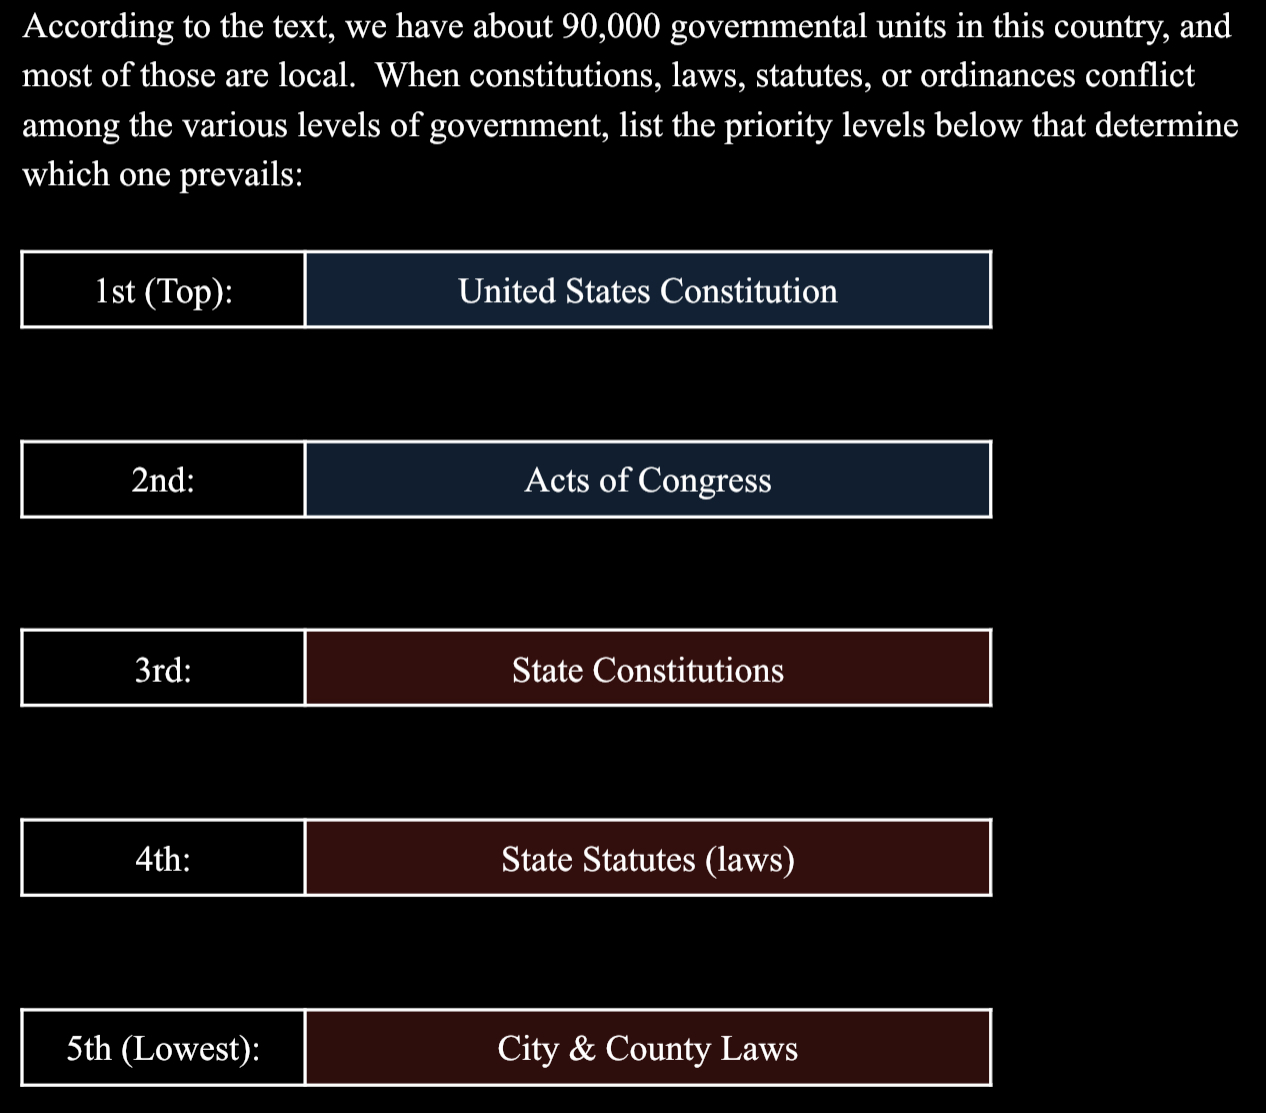 According to the text, we have about 90,000 governmental units in this country, and
most of those are local.  When constitutions, laws, statutes, or ordinances conflict
among the various levels of government, list the priority levels below that determine
which one prevails:
1st (Top): United States Constitution
2nd: Acts of Congress
3rd: State Constitutions
4th: State Statutes (laws)
5th (Lowest): City & County Laws